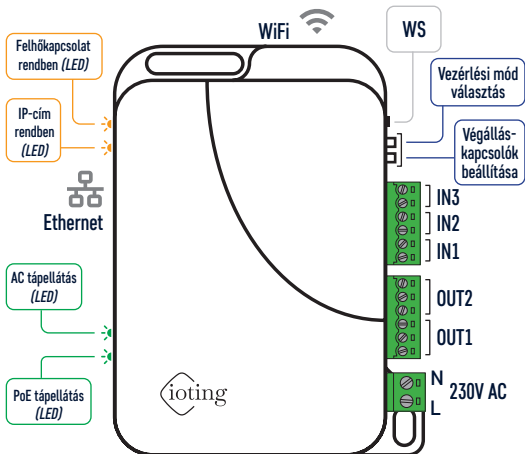 WiFi
WS
Felhőkapcsolat
rendben (LED)
IP-cím
rendben
(LED)
Vezérlési mód
választás
Végállás-
kapcsolók
beállítása
Ethernet
IN3
IN2
IN1
AC tápellátás
(LED)
OUT2
OUT1
PoE tápellátás
(LED)
ioting
N
230V AC
L